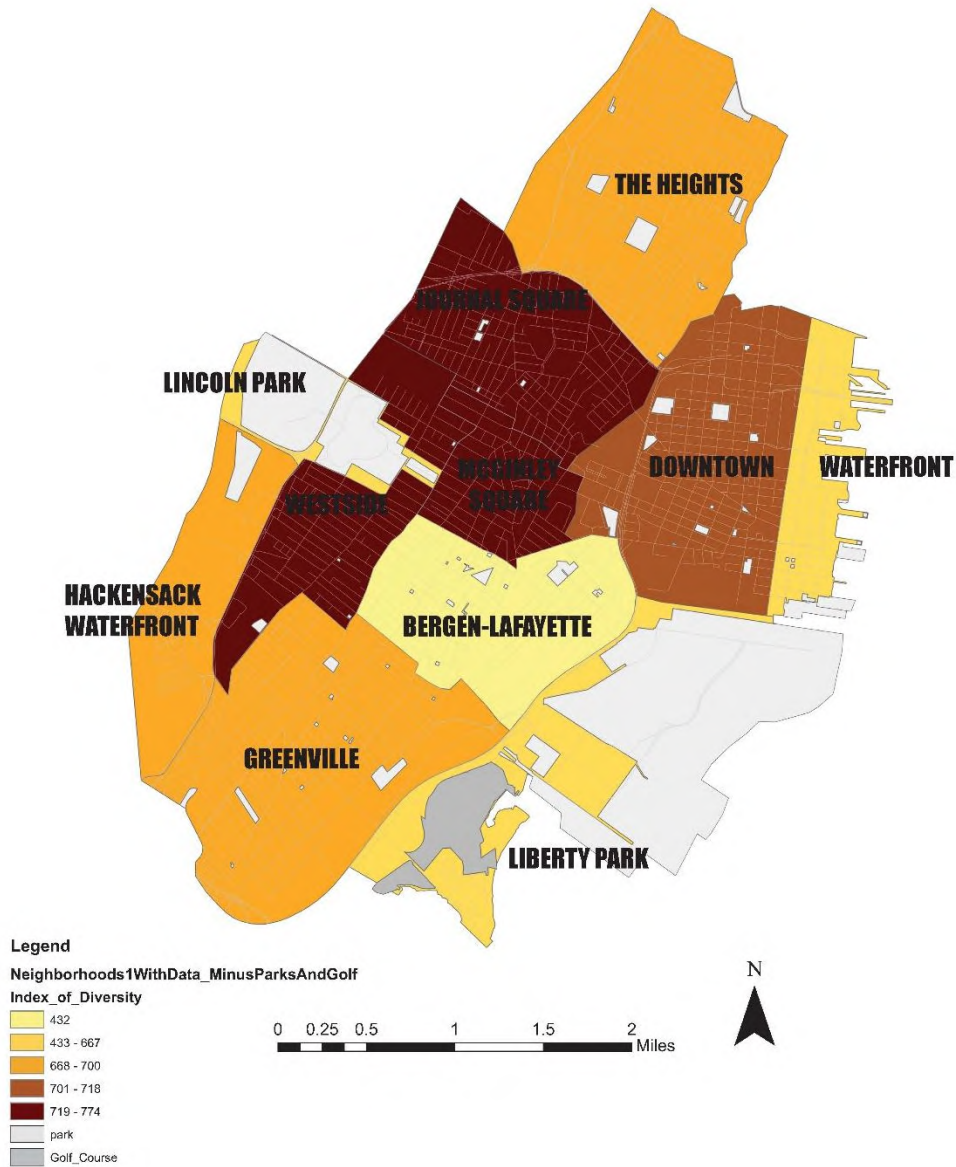 THE HEIGHTS
JOURNAL SQUARE
LINCOLN PARK
MCGINLEY
SQUARE
DOWNTOWN
WATERFRONT
WESTSIDE
HACKENSACK
WATERFRONT
BERGEN-LAFAYETTE
GREENVILLE
LIBERTY PARK
Legend
Neighborhoods1WithData_MinusParksAndGolf
Index_of_Diversity
432
433 - 667
668 - 700
701 - 718
719 - 774
park
Golf_Course
0 0.25 0.5 1 1.5 2
Miles
N